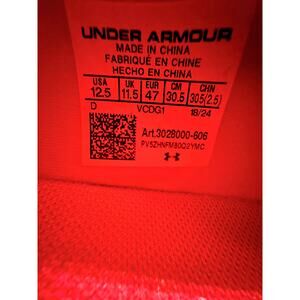 UNDER ARMOUR
MADE IN CHINA
FABRIQUÉ EN CHINE
HECHO EN CHINA
USA UK EUR CM CHN
12.5 11.5 47 30.5 305(2.5)
D VCDG1 18/24
Art.3028000-606
PV5ZHNFM80O2YMC